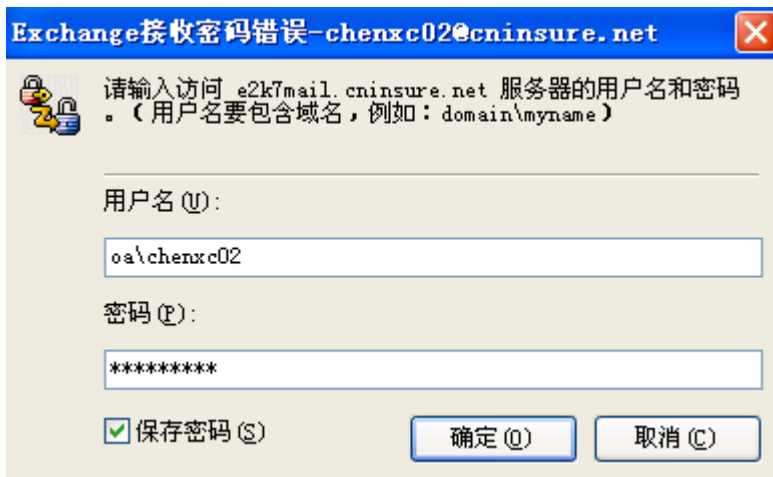 Exchange接收密码错误-chenxc02@cninsure.net
请输入访问 e2k7mail.cninsure.net 服务器的用户名和密码
。(用户名要包含域名,例如:domain\myname)
用户名(U):
oa\chenxc02
密码(P):
*********
保存密码(S)
确定(O)
取消(C)